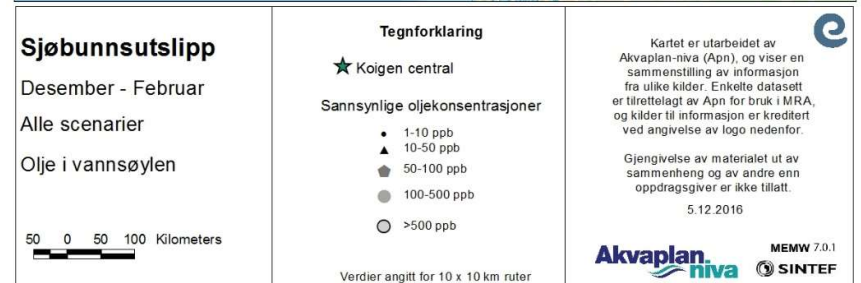 Sjøbunnsutslipp
Desember - Februar
Alle scenarier
Olje i vannsøylen
50 0 50 100 Kilometers
Tegnforklaring
Koigen central
Sannsynlige oljekonsentrasjoner
1-10 ppb
10-50 ppb
50-100 ppb
100-500 ppb
>500 ppb
Verdier angitt for 10 x 10 km ruter
Kartet er utarbeidet av
Akvaplan-niva (Apn), og viser en
sammenstilling av informasjon
fra ulike kilder. Enkelte datasett
er tilrettelagt av Apn for bruk i MRA,
og kilder til informasjon er kreditert
ved angivelse av logo nedenfor.
Gjengivelse av materialet ut av
sammenheng og av andre enn
oppdragsgiver er ikke tillatt.
5.12.2016
Akvaplan
niva
MEMW 7.0.1
SINTEF